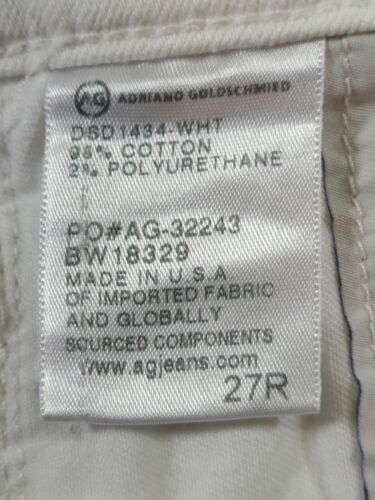 AG ADRIANO GOLDSCHMIED
DSD1434-WHT
98% COTTON
2% POLYURETHANE
PO#AG-32243
BW18329
MADE IN U.S.A
OF IMPORTED FABRIC
AND GLOBALLY
SOURCED COMPONENTS
www.agjeans.com
27R